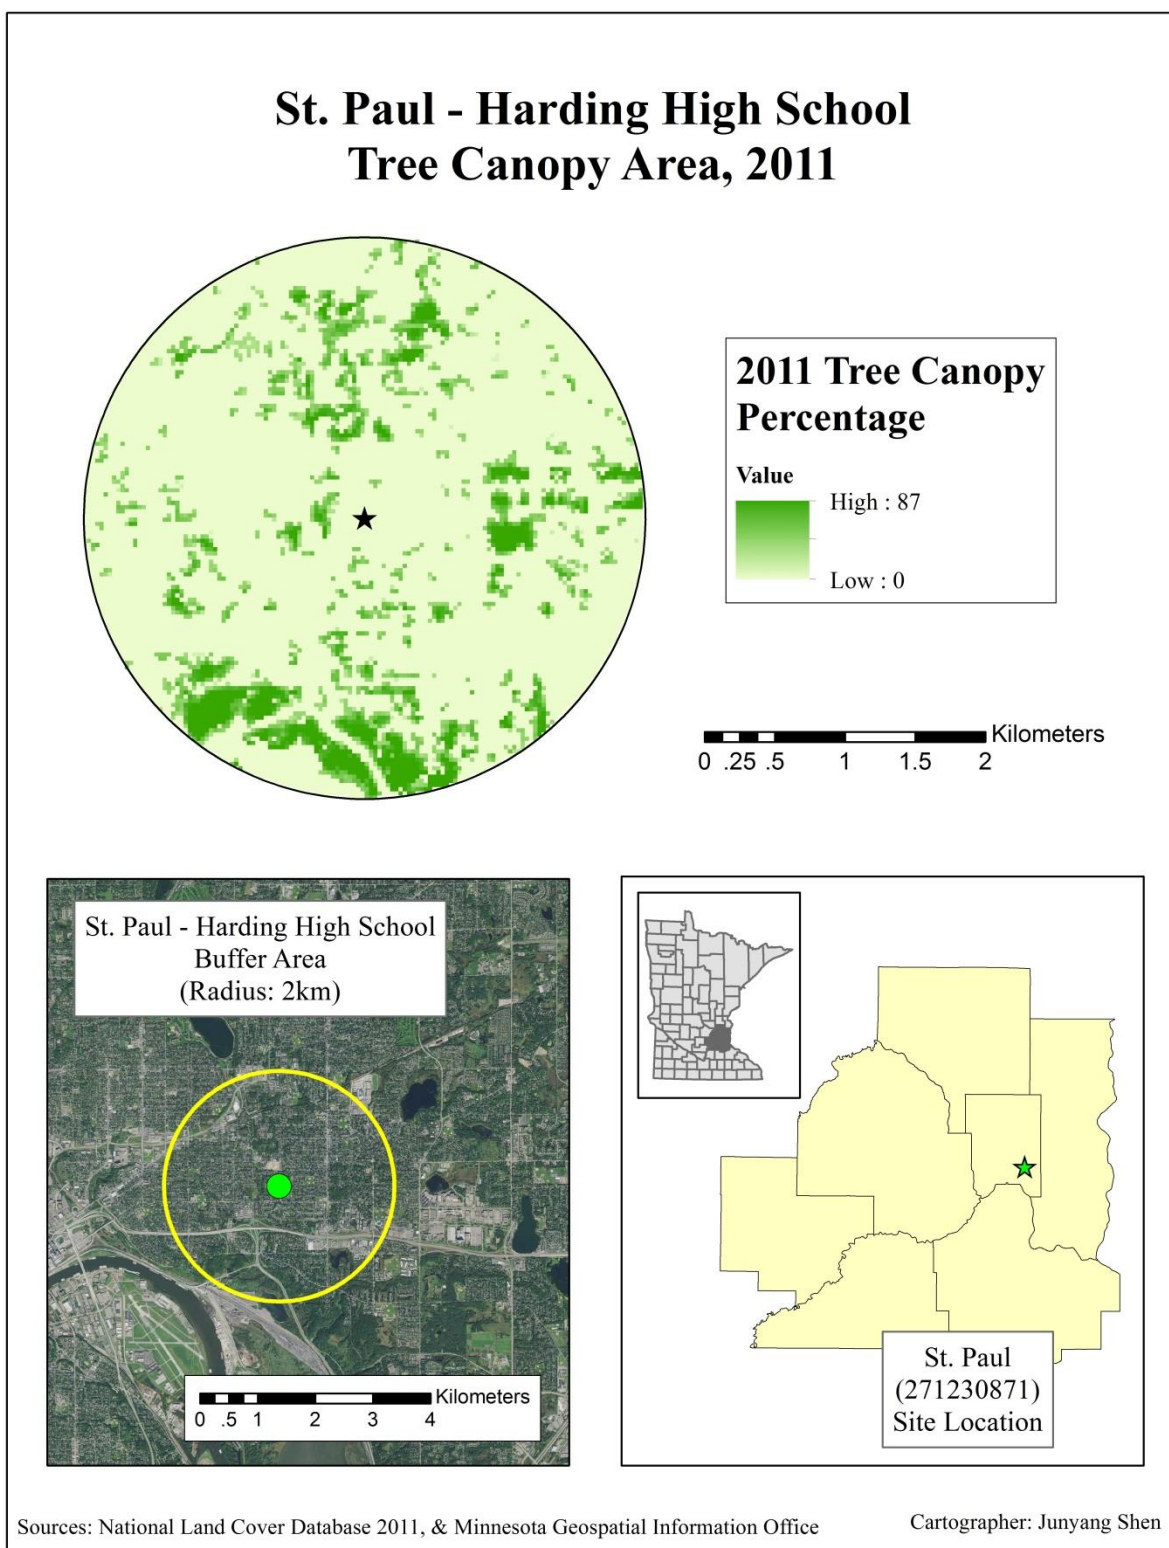 St. Paul - Harding High School
Tree Canopy Area, 2011
2011 Tree Canopy
Percentage
Value
High : 87
Low : 0
Kilometers
0 .25 .5 1 1.5 2
St. Paul - Harding High School
Buffer Area
(Radius: 2km)
Kilometers
0 .5 1 2 3 4
St. Paul
(271230871)
Site Location
Sources: National Land Cover Database 2011, & Minnesota Geospatial Information Office
Cartographer: Junyang Shen